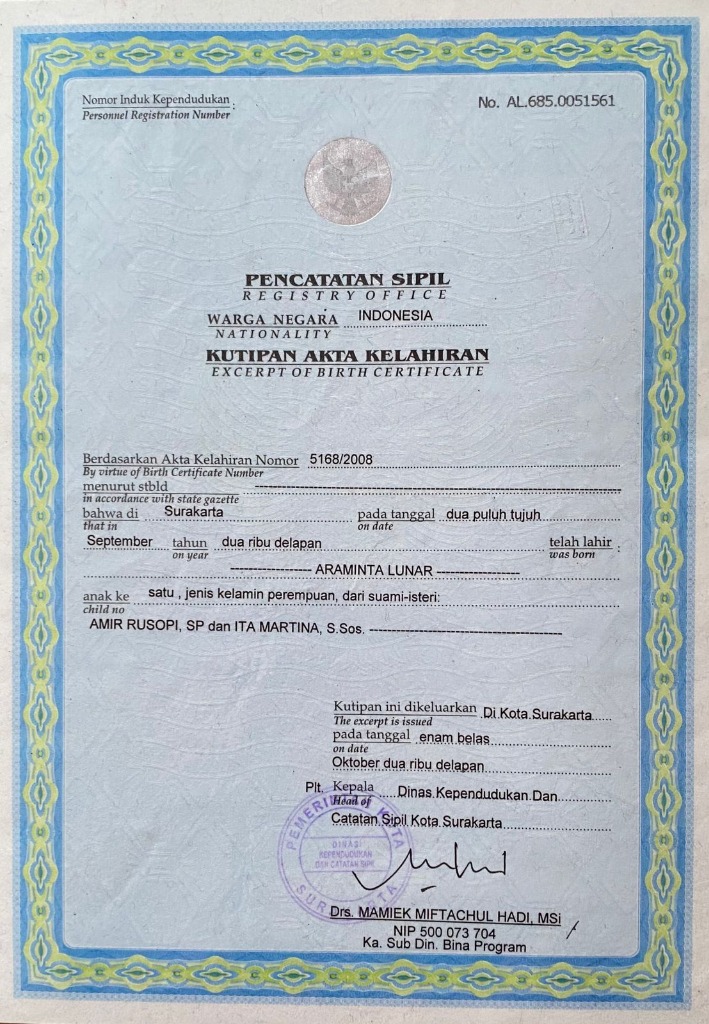 Nomor Induk Kependudukan :
Personnel Registration Number
No. AL.685.0051561
PENCATATAN SIPIL
REGISTRY OFFICE
WARGA NEGARA INDONESIA
NATIONALITY
KUTIPAN AKTA KELAHIRAN
EXCERPT OF BIRTH CERTIFICATE
Berdasarkan Akta Kelahiran Nomor 5168/2008
By virtue of Birth Certificate Number
menurut stbld
in accordance with state gazette
bahwa di Surakarta pada tanggal dua puluh tujuh
that in on date
September tahun dua ribu delapan telah lahir :
on year was born
ARAMINTA LUNAR
anak ke satu , jenis kelamin perempuan, dari suami-isteri:
child no
AMIR RUSOPI, SP dan ITA MARTINA, S.Sos.
Kutipan ini dikeluarkan Di Kota Surakarta
The excerpt is issued
pada tanggal enam belas
on date
Oktober dua ribu delapan
Plt. Kepala Dinas Kependudukan Dan
Head of
Catatan Sipil Kota Surakarta
PEMERINTAH KOTA
DINAS
KEPENDUDUKAN
DAN CATATAN SIPIL
SURAKARTA
Drs. MAMIEK MIFTACHUL HADI, MSi
NIP 500 073 704
Ka. Sub Din. Bina Program